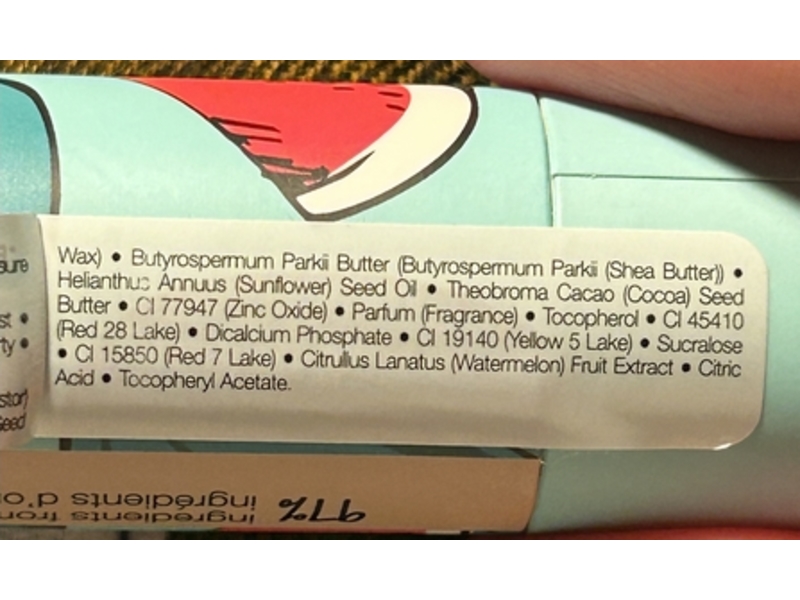 Wax) • Butyrospermum Parkii Butter (Butyrospermum Parkii (Shea Butter)) •
Helianthus Annuus (Sunflower) Seed Oil • Theobroma Cacao (Cocoa) Seed
Butter • CI 77947 (Zinc Oxide) • Parfum (Fragrance) • Tocopherol • CI 45410
(Red 28 Lake) • Dicalcium Phosphate • CI 19140 (Yellow 5 Lake) • Sucralose
• CI 15850 (Red 7 Lake) • Citrullus Lanatus (Watermelon) Fruit Extract • Citric
Acid • Tocopheryl Acetate.
97%
ingrédients d'o
ingredients from